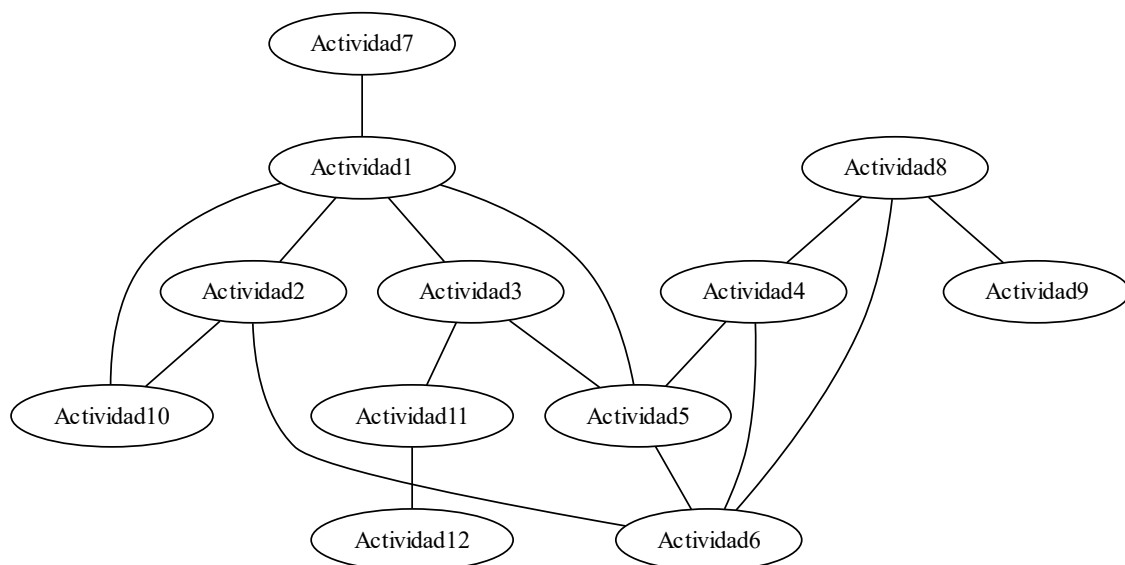 Actividad7
Actividad1
Actividad8
Actividad2
Actividad3
Actividad4
Actividad9
Actividad10
Actividad11
Actividad5
Actividad12
Actividad6